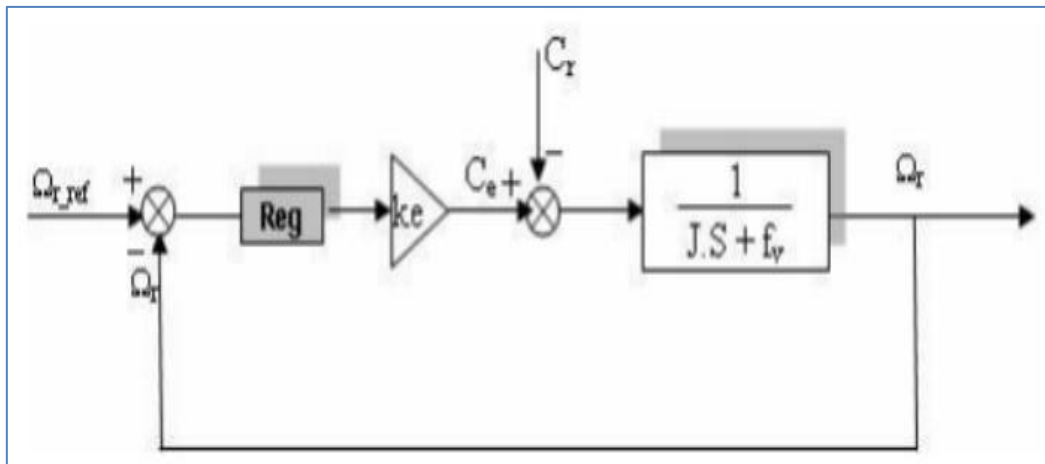 Cᵣ
Ωr_ref
+
Reg
ke
Cₑ
+
−
1
J.S + fᵥ
Ωᵣ
−
Ωᵣ